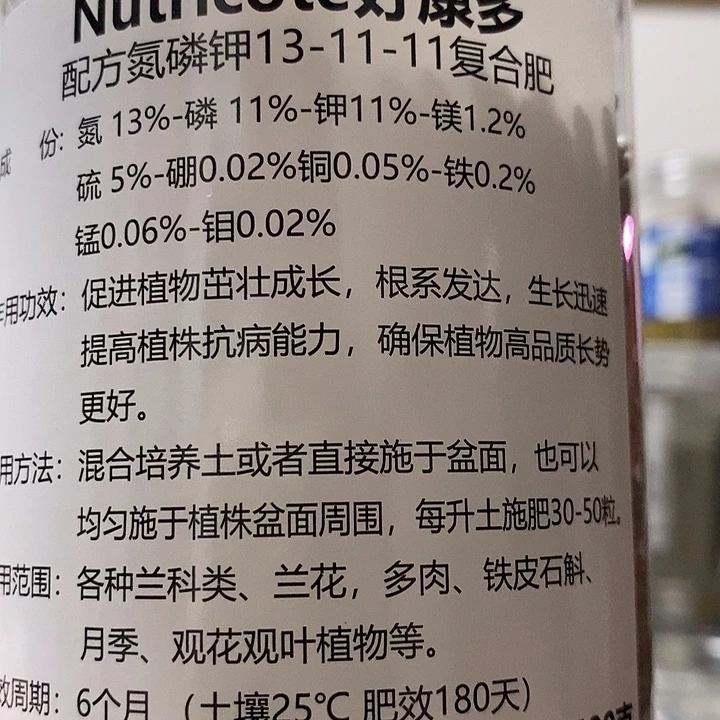 Nutricote好康多
配方氮磷钾13-11-11复合肥
成 份: 氮 13%-磷 11%-钾11%-镁1.2%
硫 5%-硼0.02%铜0.05%-铁0.2%
锰0.06%-钼0.02%
作用功效: 促进植物茁壮成长，根系发达，生长迅速
提高植株抗病能力，确保植物高品质长势
更好。
用方法: 混合培养土或者直接施于盆面，也可以
均匀施于植株盆面周围，每升土施肥30-50粒。
用范围: 各种兰科类、兰花，多肉、铁皮石斛、
月季、观花观叶植物等。
效周期: 6个月 （土壤25℃ 肥效180天）